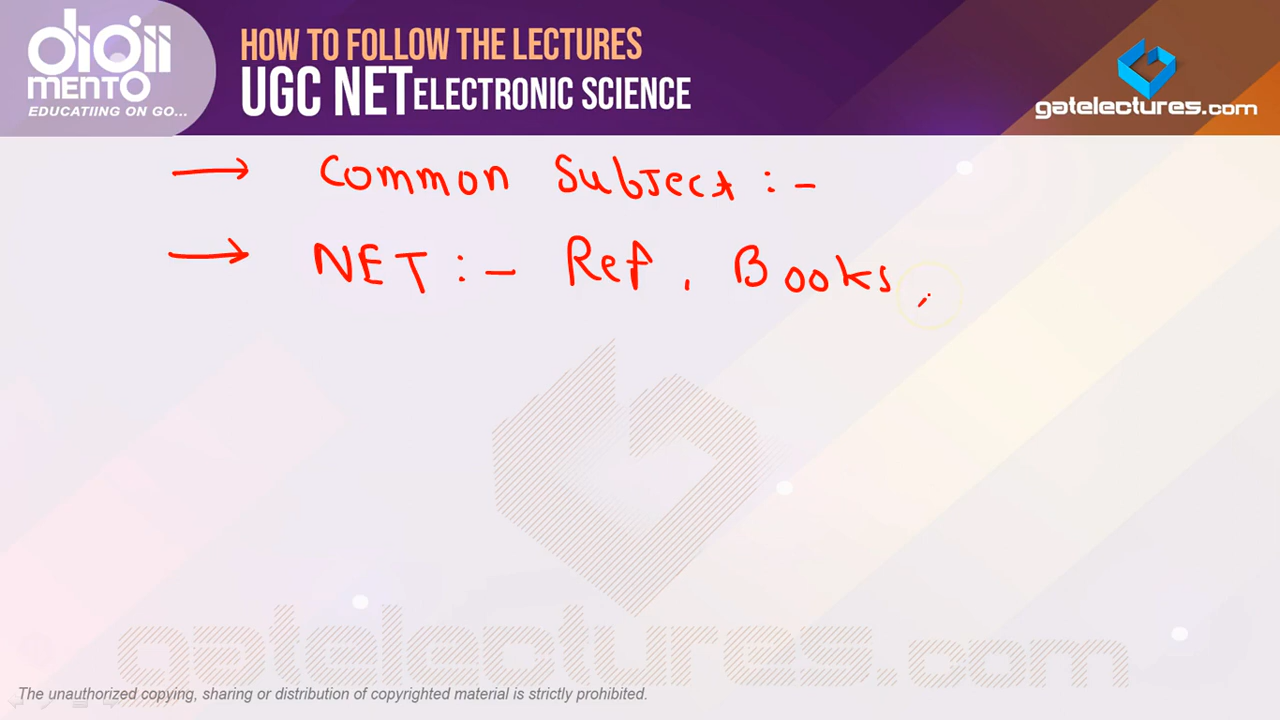 digii
MENTO
EDUCATIING ON GO...
HOW TO FOLLOW THE LECTURES
UGC NET ELECTRONIC SCIENCE
gatelectures.com
→ Common Subject :-
→ NET :- Ref. Books,
gatelectures.com
The unauthorized copying, sharing or distribution of copyrighted material is strictly prohibited.